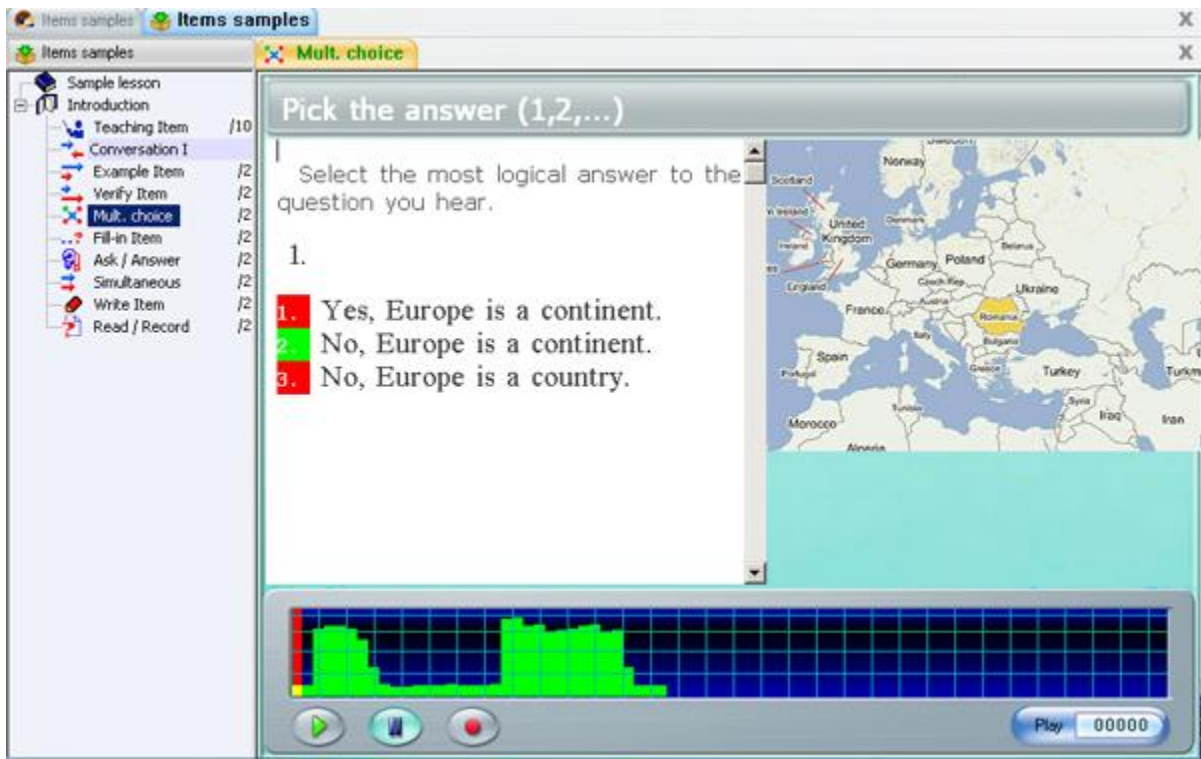 Items samples
Items samples
x
Items samples
Mult. choice
x
Sample lesson
Introduction
Teaching Item /10
Conversation I
Example Item /2
Verify Item /2
Mult. choice /2
Fill-in Item /2
Ask / Answer /2
Simultaneous /2
Write Item /2
Read / Record /2
Pick the answer (1,2,...)
Select the most logical answer to the
question you hear.
1.
1. Yes, Europe is a continent.
2. No, Europe is a continent.
3. No, Europe is a country.
Norway
Scotland
United
Kingdom
Denmark
Ireland
Belarus
Germany
Poland
England
Czech Rep.
Ukraine
France
Austria
Romania
Italy
Bulgaria
Spain
Portugal
Greece
Turkey
Turkm
Syria
Tunisia
Iraq
Iran
Morocco
Algeria
Play 00000